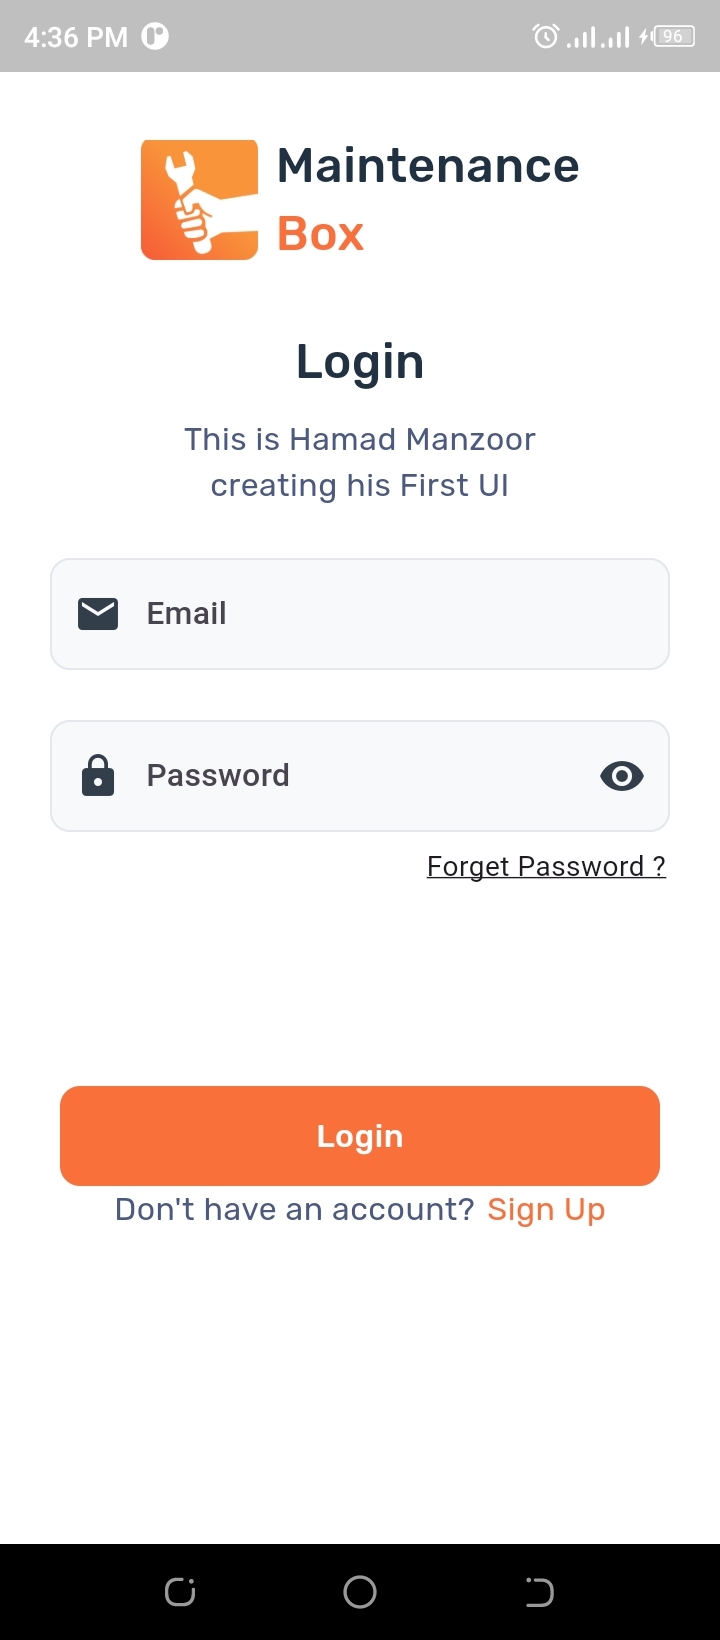 4:36 PM
96
Maintenance
Box
Login
This is Hamad Manzoor
creating his First UI
Email
Password
Forget Password ?
Login
Don't have an account? Sign Up